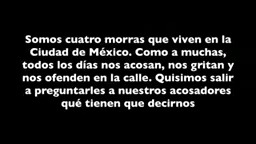 Somos cuatro morras que viven en la
Ciudad de México. Como a muchas,
todos los días nos acosan, nos gritan y
nos ofenden en la calle. Quisimos salir
a preguntarles a nuestros acosadores
qué tienen que decirnos